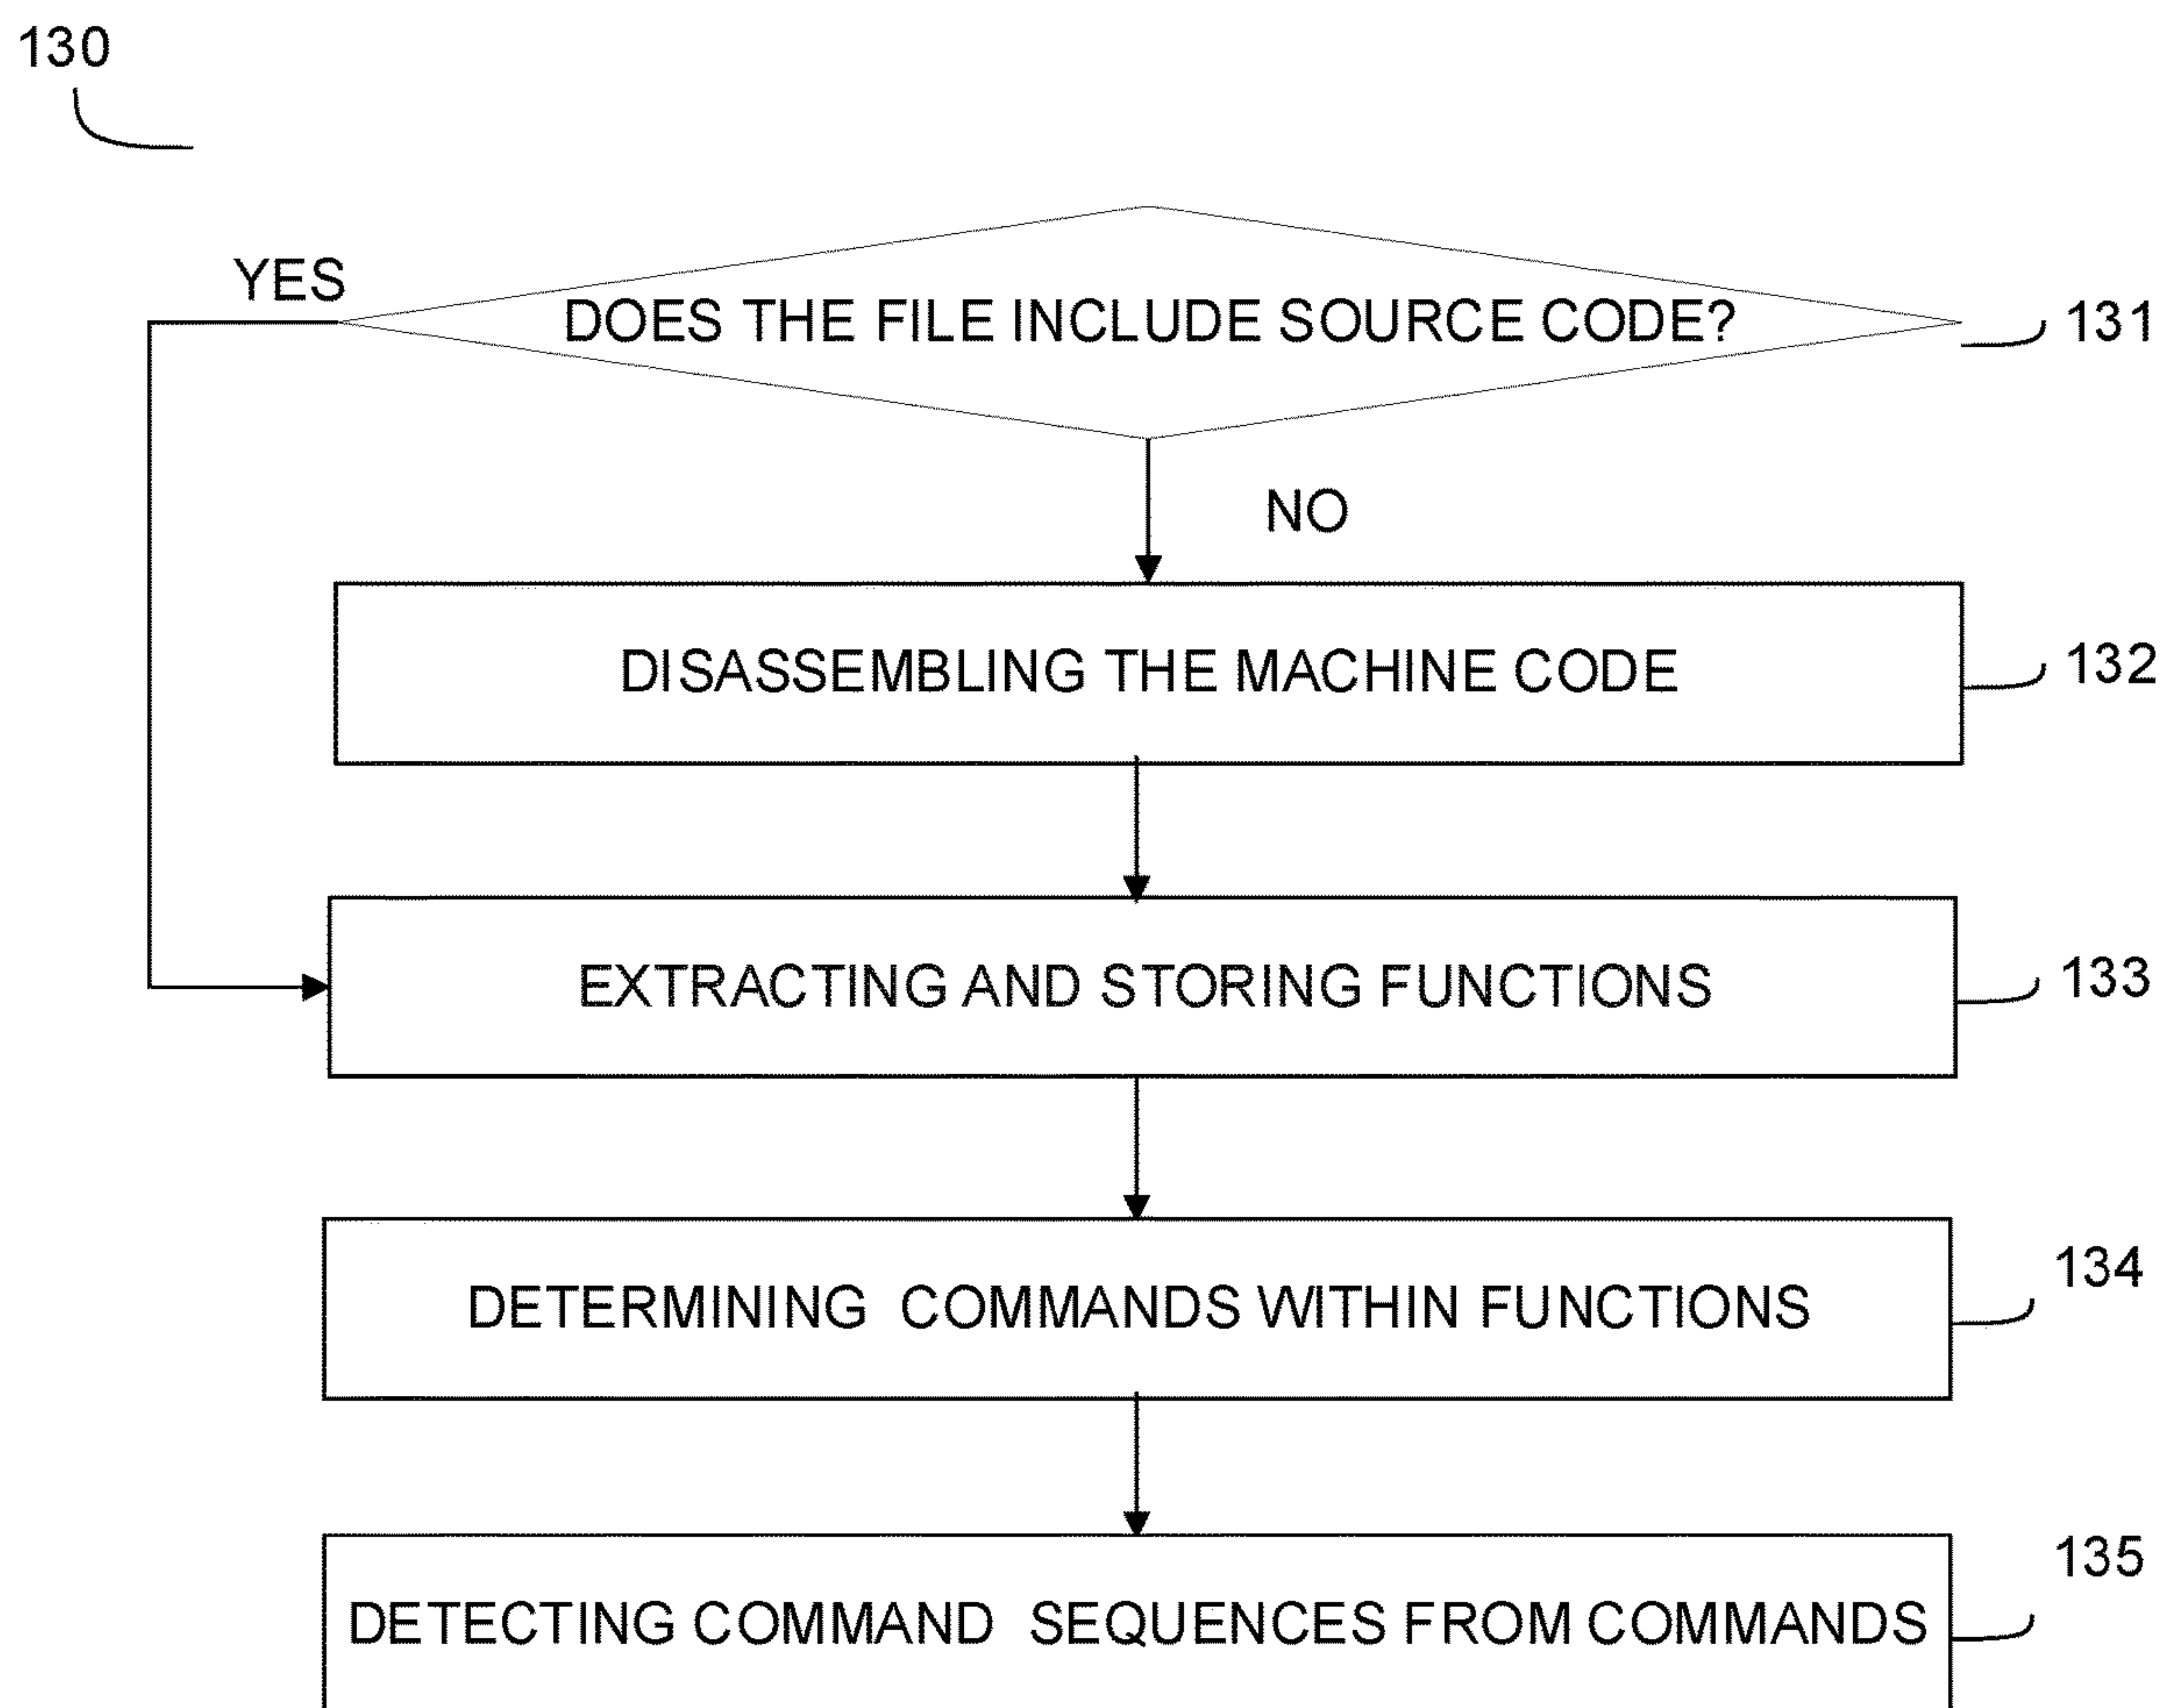 130
YES
DOES THE FILE INCLUDE SOURCE CODE?
131
NO
DISASSEMBLING THE MACHINE CODE
132
EXTRACTING AND STORING FUNCTIONS
133
DETERMINING COMMANDS WITHIN FUNCTIONS
134
DETECTING COMMAND SEQUENCES FROM COMMANDS
135